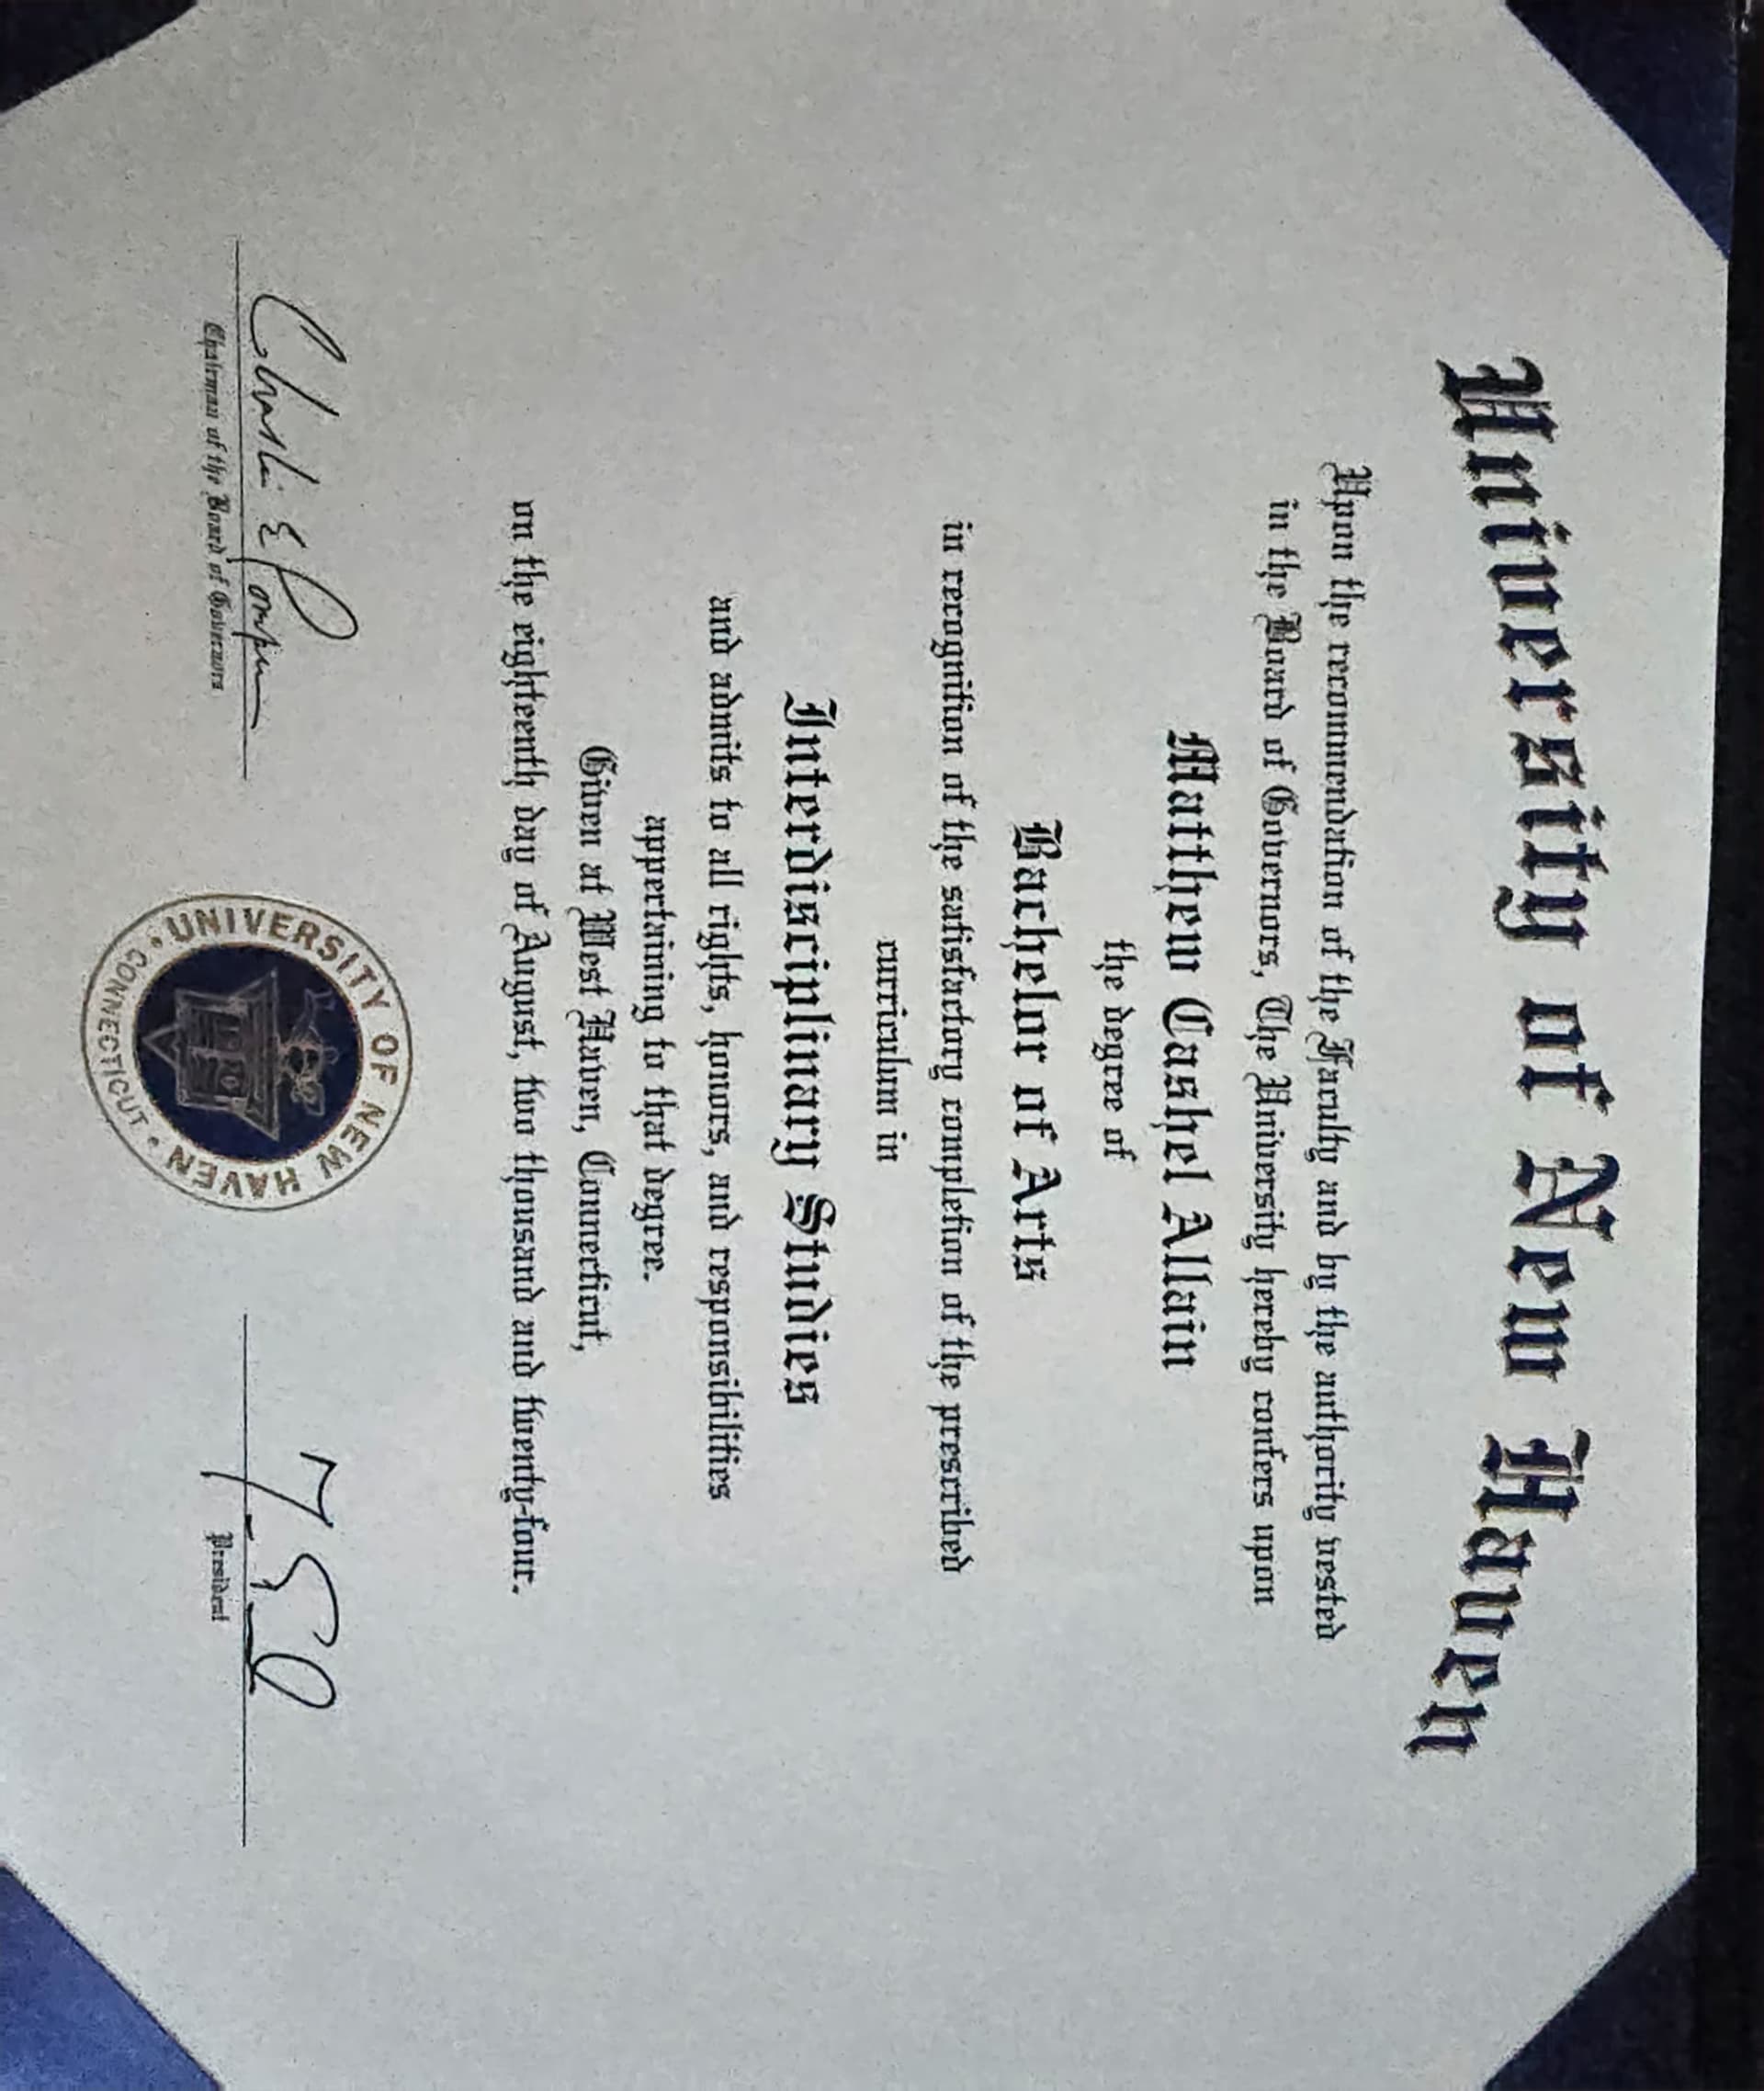 University of New Haven
Upon the recommendation of the Faculty and by the authority vested
in the Board of Governors, The University hereby confers upon
Matthew Cashel Allain
the degree of
Bachelor of Arts
in recognition of the satisfactory completion of the prescribed
curriculum in
Interdisciplinary Studies
and admits to all rights, honors, and responsibilities
appertaining to that degree.
Given at West Haven, Connecticut,
on the eighteenth day of August, two thousand and twenty-four.
Chairman of the Board of Governors
UNIVERSITY OF NEW HAVEN
CONNECTICUT
President